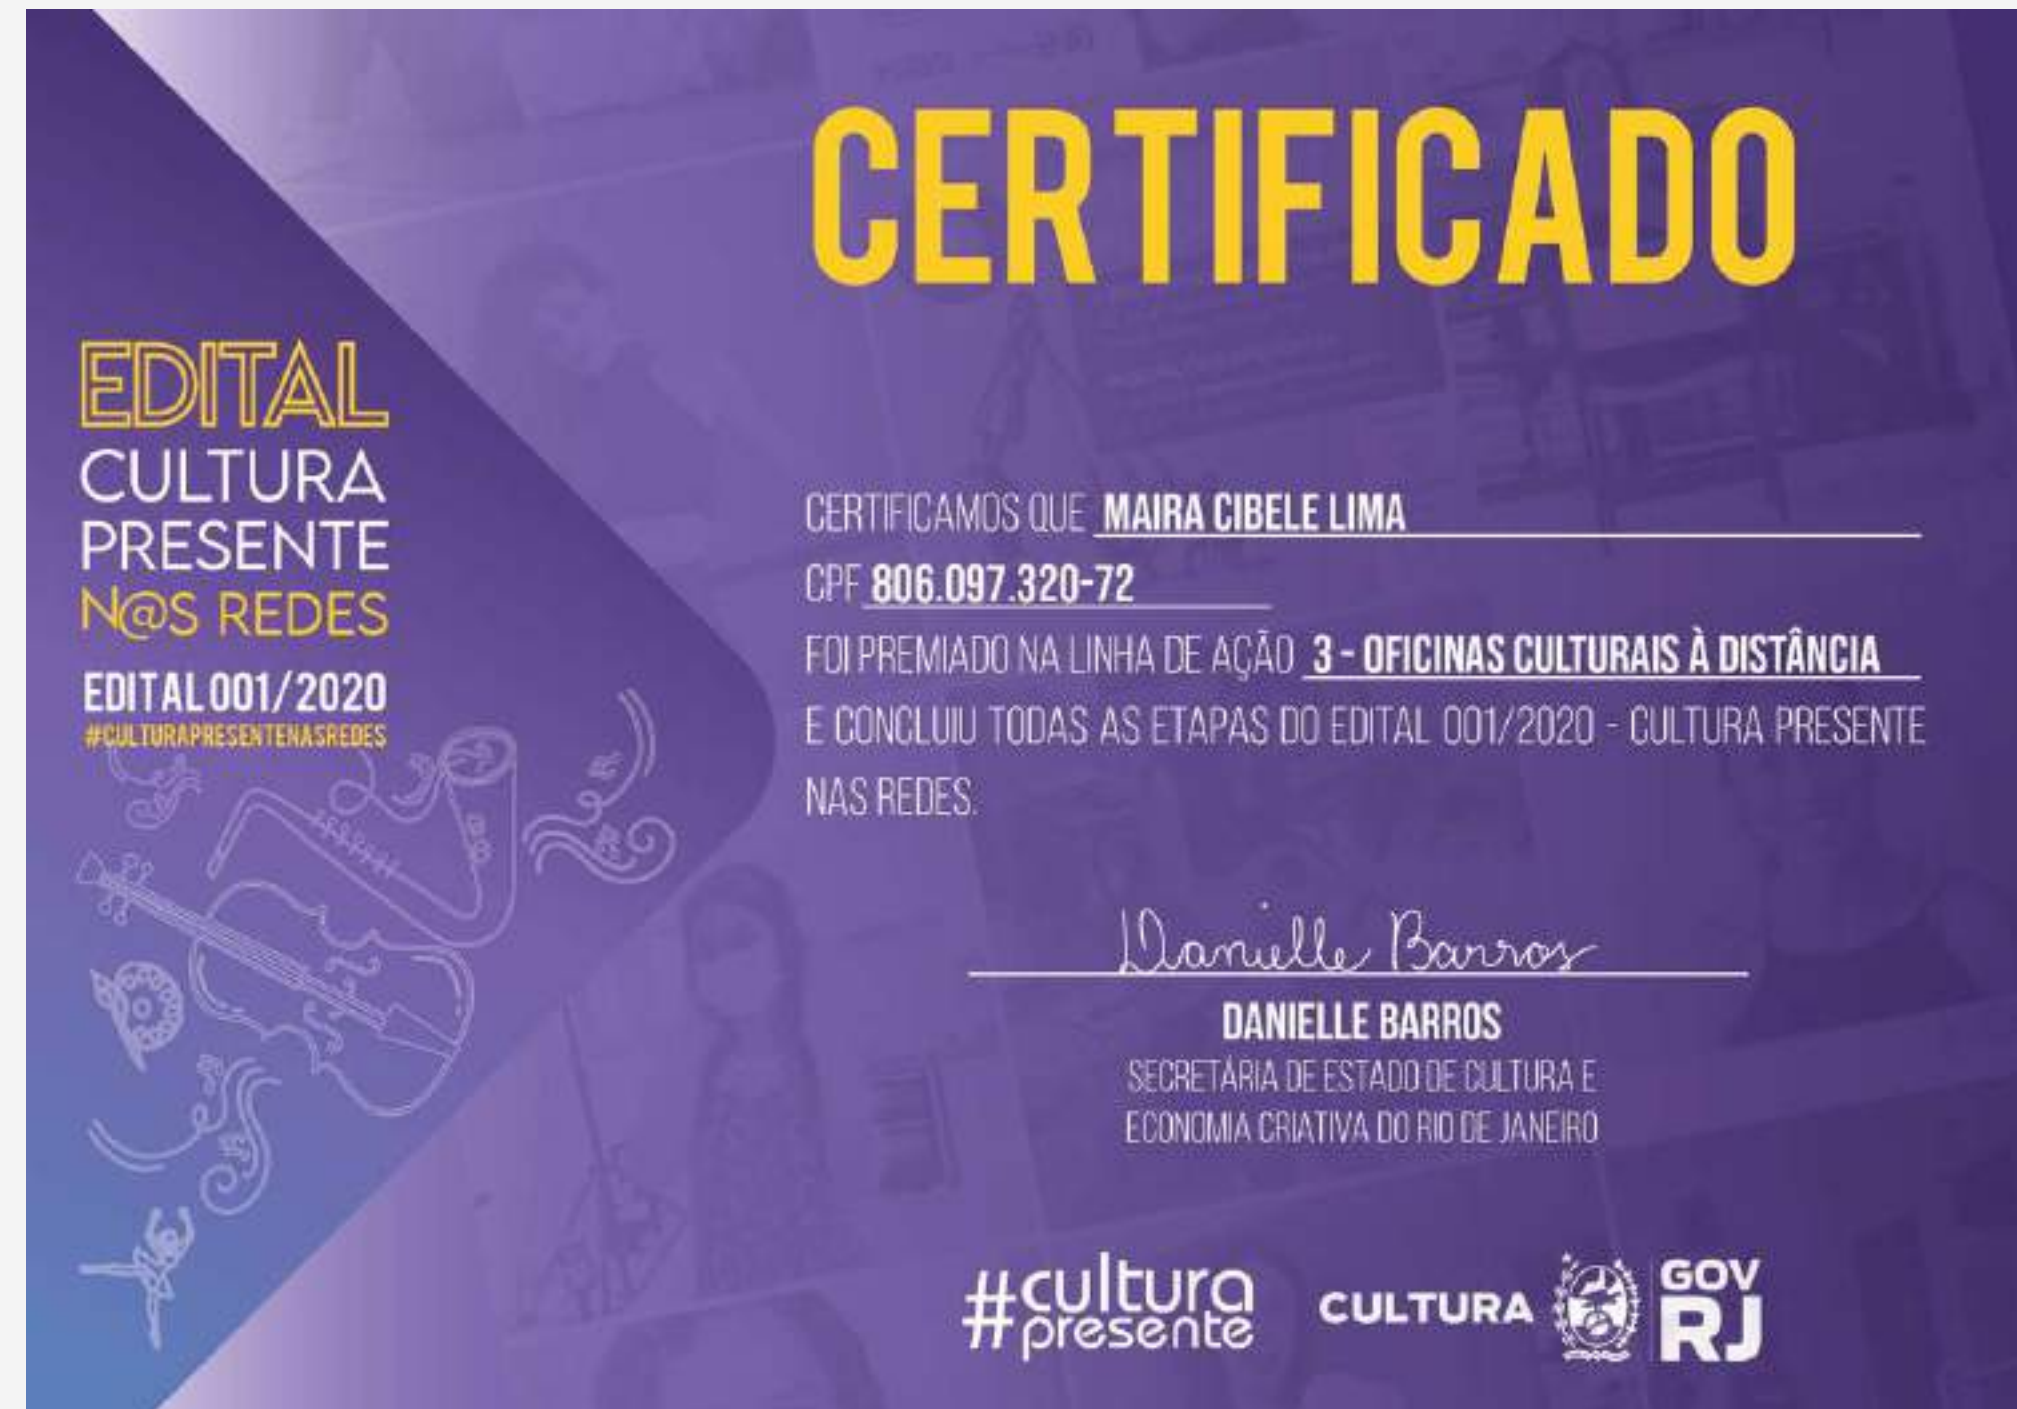 CERTIFICADO
EDITAL
CULTURA
PRESENTE
N@S REDES
EDITAL 001/2020
#CULTURAPRESENTENASREDES
CERTIFICAMOS QUE MAIRA CIBELE LIMA
CPF 806.097.320-72
FOI PREMIADO NA LINHA DE AÇÃO 3 - OFICINAS CULTURAIS À DISTÂNCIA
E CONCLUIU TODAS AS ETAPAS DO EDITAL 001/2020 - CULTURA PRESENTE
NAS REDES.
Danielle Barros
DANIELLE BARROS
SECRETÁRIA DE ESTADO DE CULTURA E
ECONOMIA CRIATIVA DO RIO DE JANEIRO
#cultura
presente
CULTURA
GOV
RJ